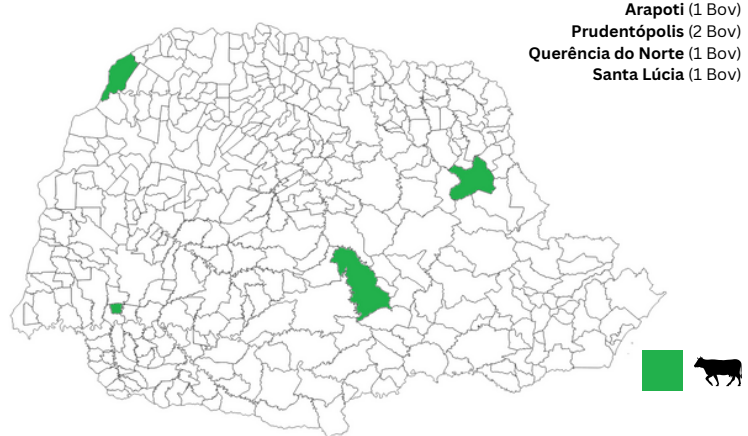 Arapoti (1 Bov)
Prudentópolis (2 Bov)
Querência do Norte (1 Bov)
Santa Lúcia (1 Bov)